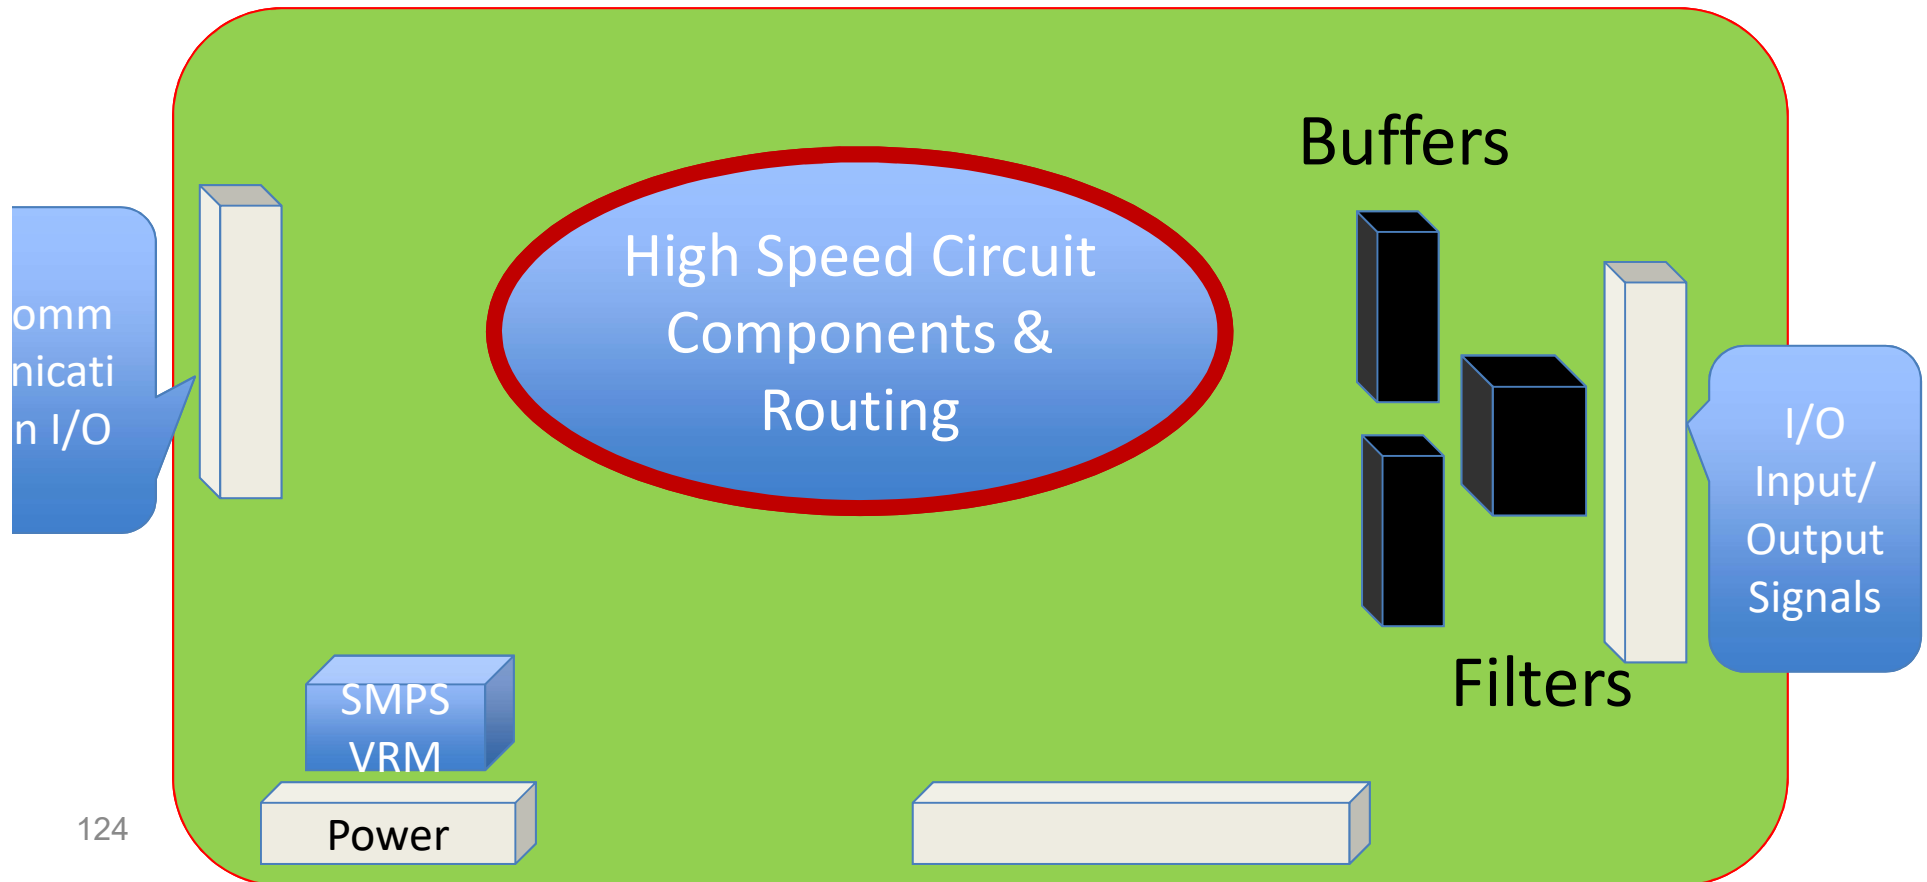 Buffers
High Speed Circuit
Components &
Routing
omm
nicati
n I/O
I/O
Input/
Output
Signals
Filters
SMPS
VRM
Power
124